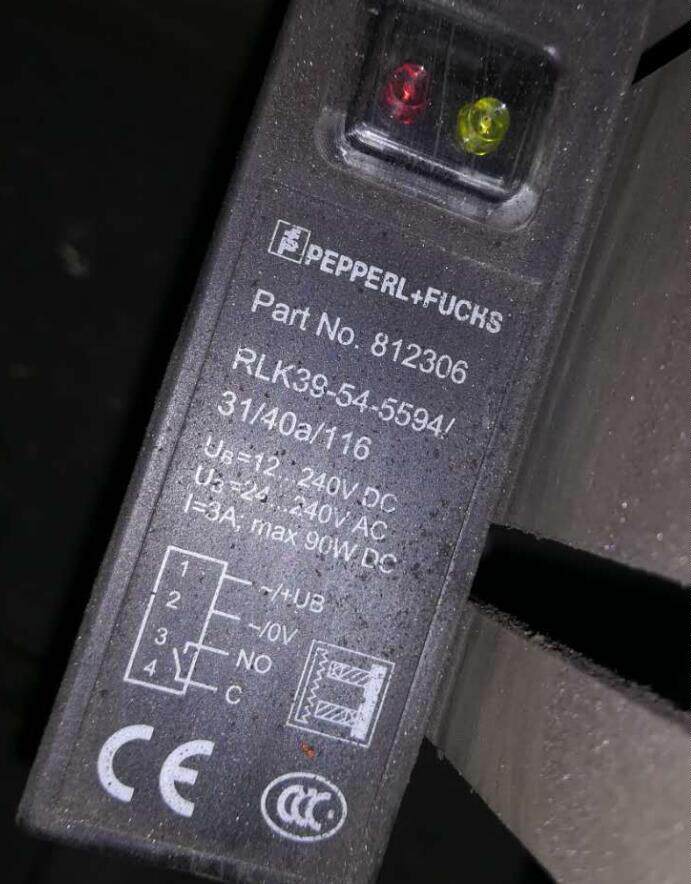 PEPPERL+FUCHS
Part No. 812306
RLK39-54-5594/
31/40a/116
UB=12...240V DC
UB=24...240V AC
I=3A; max 90W DC
1 ~/+UB
2 ~/0V
3 NO
4 C
CE
CCC